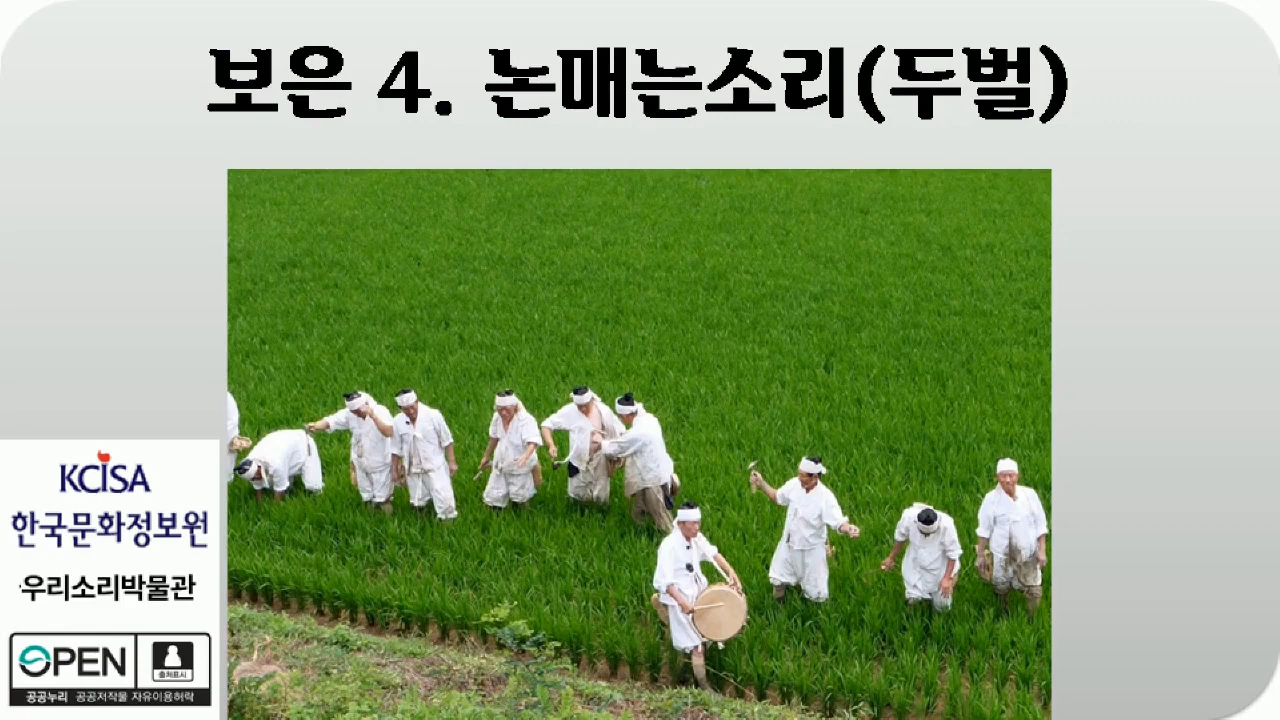 보은 4. 논매는소리(두벌)
KCISA
한국문화정보원
우리소리박물관
OPEN
출처표시
공공누리 공공저작물 자유이용허락